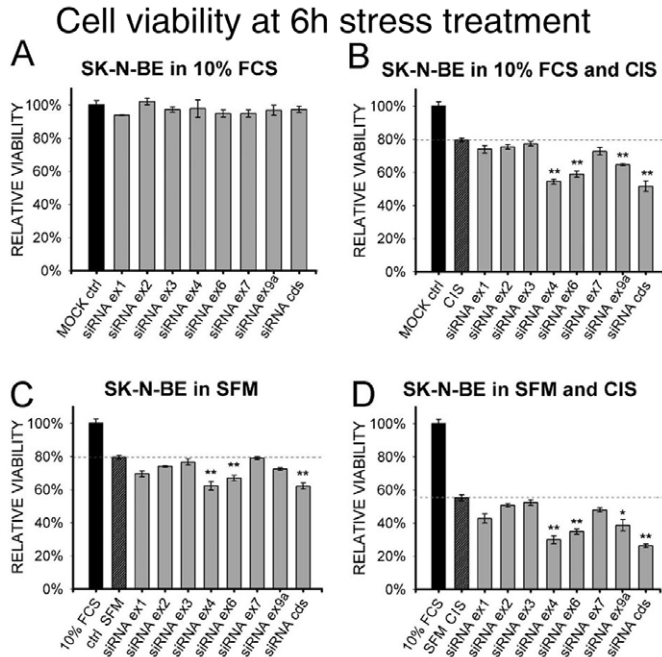 Cell viability at 6h stress treatment
A
SK-N-BE in 10% FCS
RELATIVE VIABILITY
100%
80%
60%
40%
20%
0%
MOCK ctrl
siRNA ex1
siRNA ex2
siRNA ex3
siRNA ex4
siRNA ex6
siRNA ex7
siRNA ex9a
siRNA cds
B
SK-N-BE in 10% FCS and CIS
RELATIVE VIABILITY
100%
80%
60%
40%
20%
0%
** ** ** **
MOCK ctrl
CIS
siRNA ex1
siRNA ex2
siRNA ex3
siRNA ex4
siRNA ex6
siRNA ex7
siRNA ex9a
siRNA cds
C
SK-N-BE in SFM
RELATIVE VIABILITY
100%
80%
60%
40%
20%
0%
** ** **
10% FCS
ctrl SFM
siRNA ex1
siRNA ex2
siRNA ex3
siRNA ex4
siRNA ex6
siRNA ex7
siRNA ex9a
siRNA cds
D
SK-N-BE in SFM and CIS
RELATIVE VIABILITY
100%
80%
60%
40%
20%
0%
** ** * **
10% FCS
SFM CIS
siRNA ex1
siRNA ex2
siRNA ex3
siRNA ex4
siRNA ex6
siRNA ex7
siRNA ex9a
siRNA cds